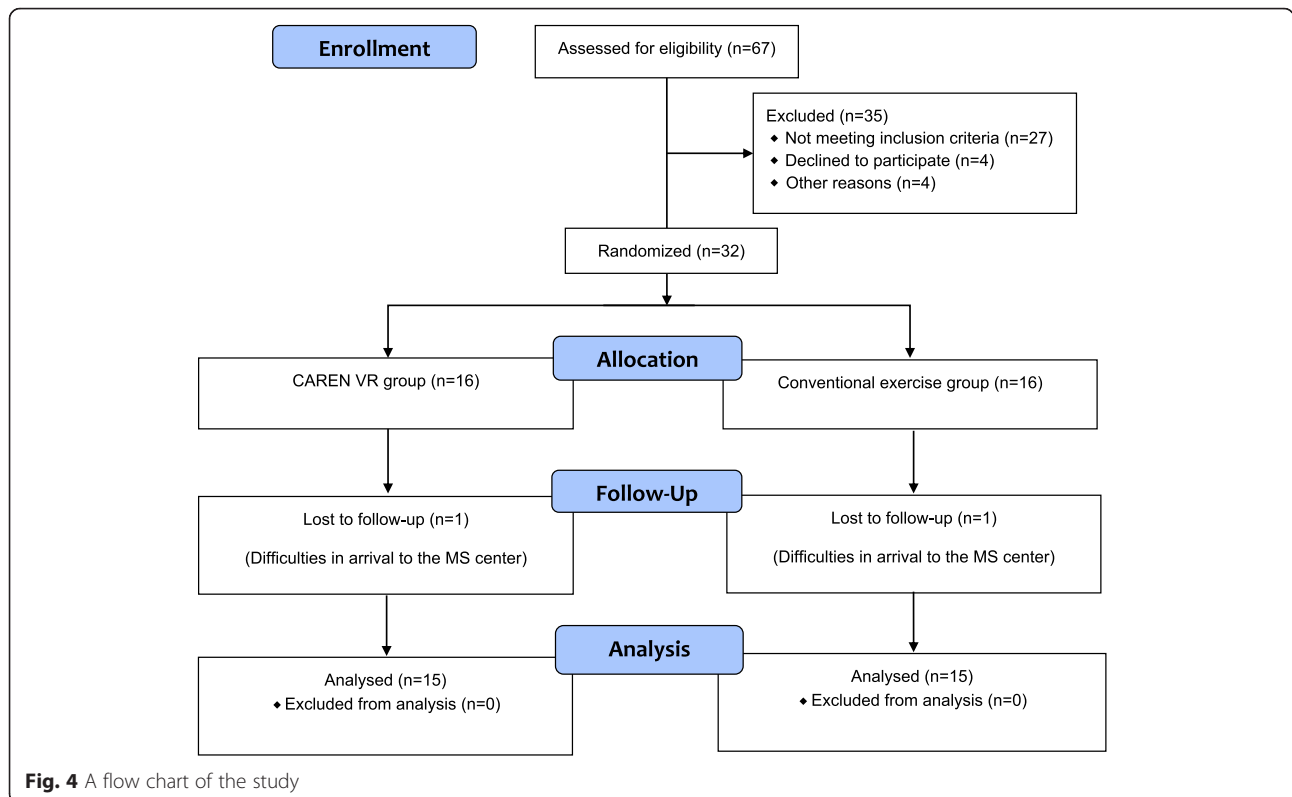 Enrollment
Assessed for eligibility (n=67)
Excluded (n=35)
◆ Not meeting inclusion criteria (n=27)
◆ Declined to participate (n=4)
◆ Other reasons (n=4)
Randomized (n=32)
Allocation
CAREN VR group (n=16)
Conventional exercise group (n=16)
Follow-Up
Lost to follow-up (n=1)
(Difficulties in arrival to the MS center)
Lost to follow-up (n=1)
(Difficulties in arrival to the MS center)
Analysis
Analysed (n=15)
◆ Excluded from analysis (n=0)
Analysed (n=15)
◆ Excluded from analysis (n=0)
Fig. 4 A flow chart of the study